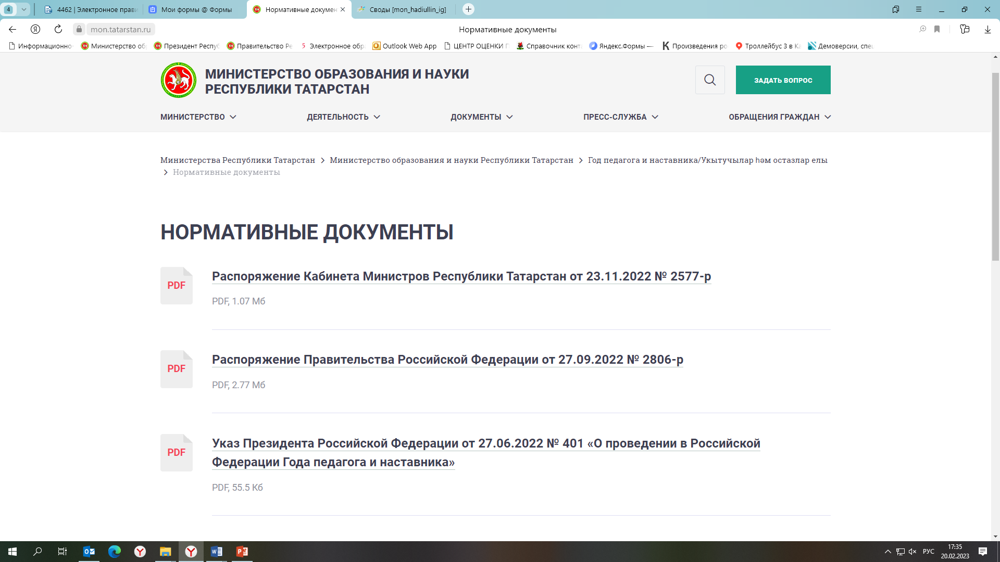 4
4462 | Электронное прави
Мои формы @ Формы
Нормативные докумен
Своды [mon_hadiullin_ig]
mon.tatarstan.ru
Нормативные документы
Информационно-
Министерство об
Президент Респу
Правительство Ре
5 Электронное обр
Outlook Web App
ЦЕНТР ОЦЕНКИ
Справочник конт
Яндекс.Формы —
Произведения ро
Троллейбус 3 в Ка
Демоверсии, спец
МИНИСТЕРСТВО ОБРАЗОВАНИЯ И НАУКИ
РЕСПУБЛИКИ ТАТАРСТАН
ЗАДАТЬ ВОПРОС
МИНИСТЕРСТВО
ДЕЯТЕЛЬНОСТЬ
ДОКУМЕНТЫ
ПРЕСС-СЛУЖБА
ОБРАЩЕНИЯ ГРАЖДАН
Министерства Республики Татарстан > Министерство образования и науки Республики Татарстан > Год педагога и наставника/Укытучылар һәм остазлар елы
> Нормативные документы
НОРМАТИВНЫЕ ДОКУМЕНТЫ
PDF
Распоряжение Кабинета Министров Республики Татарстан от 23.11.2022 № 2577-р
PDF, 1.07 Мб
PDF
Распоряжение Правительства Российской Федерации от 27.09.2022 № 2806-р
PDF, 2.77 Мб
PDF
Указ Президента Российской Федерации от 27.06.2022 № 401 «О проведении в Российской
Федерации Года педагога и наставника»
PDF, 55.5 Кб
РУС
17:35
20.02.2023